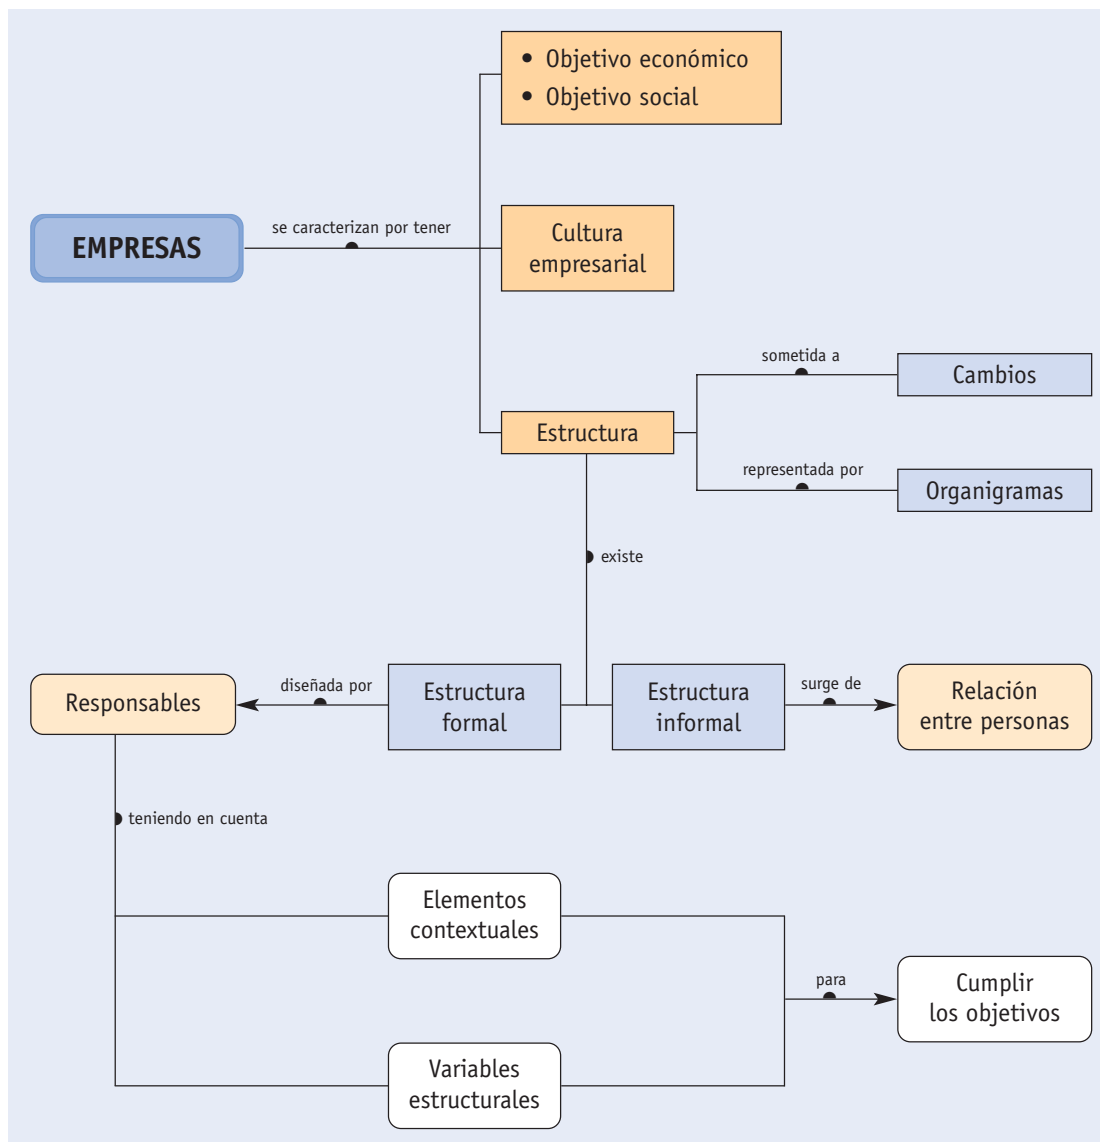 • Objetivo económico
• Objetivo social
se caracterizan por tener
EMPRESAS
Cultura
empresarial
sometida a
Cambios
Estructura
representada por
Organigramas
existe
Responsables
diseñada por
Estructura
formal
Estructura
informal
surge de
Relación
entre personas
teniendo en cuenta
Elementos
contextuales
para
Cumplir
los objetivos
Variables
estructurales